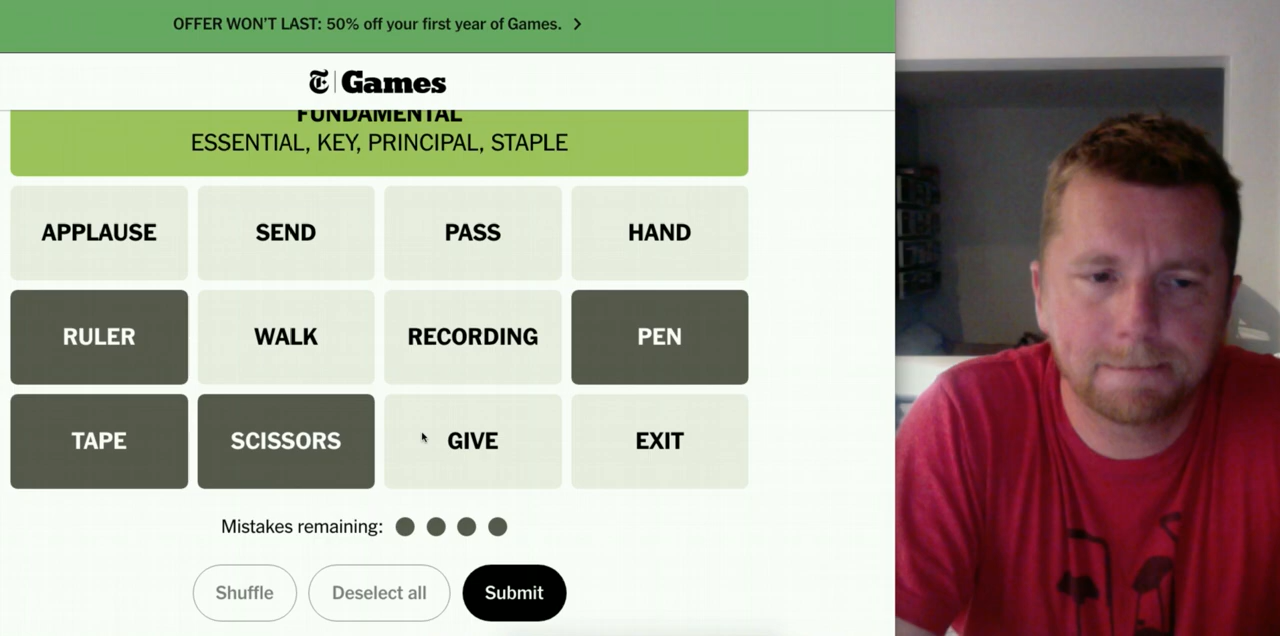 OFFER WON'T LAST: 50% off your first year of Games.
T Games
FUNDAMENTAL
ESSENTIAL, KEY, PRINCIPAL, STAPLE
APPLAUSE SEND PASS HAND
RULER WALK RECORDING PEN
TAPE SCISSORS GIVE EXIT
Mistakes remaining:
Shuffle Deselect all Submit